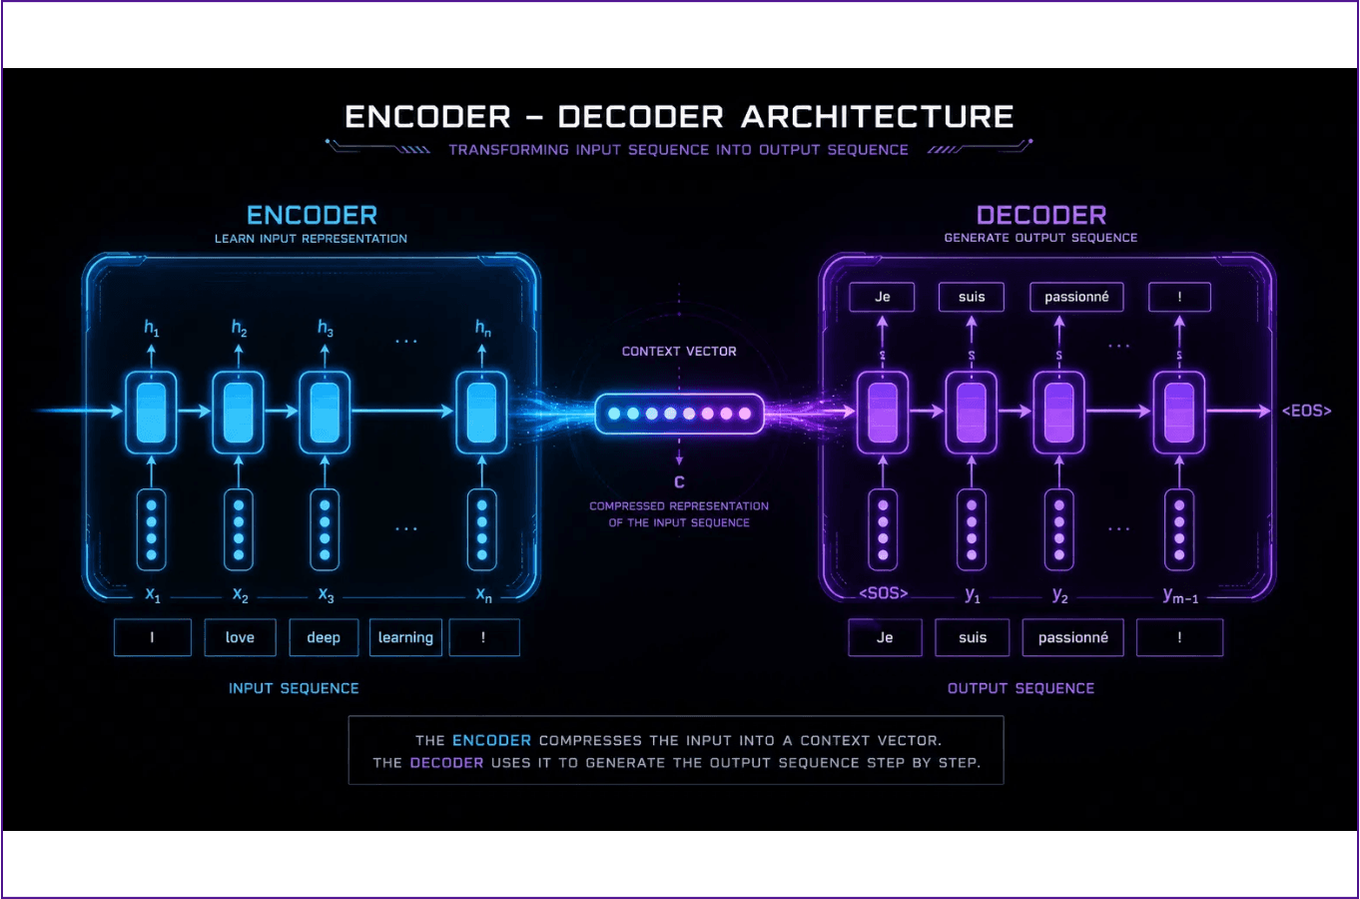 ENCODER – DECODER ARCHITECTURE
TRANSFORMING INPUT SEQUENCE INTO OUTPUT SEQUENCE
ENCODER
LEARN INPUT REPRESENTATION
h1 h2 h3 ... hn
...
x1 x2 x3 xn
I love deep learning !
INPUT SEQUENCE
CONTEXT VECTOR
C
COMPRESSED REPRESENTATION
OF THE INPUT SEQUENCE
DECODER
GENERATE OUTPUT SEQUENCE
Je suis passionné !
s s s ... s
<EOS>
...
<SOS> y1 y2 ym-1
Je suis passionné !
OUTPUT SEQUENCE
THE ENCODER COMPRESSES THE INPUT INTO A CONTEXT VECTOR.
THE DECODER USES IT TO GENERATE THE OUTPUT SEQUENCE STEP BY STEP.